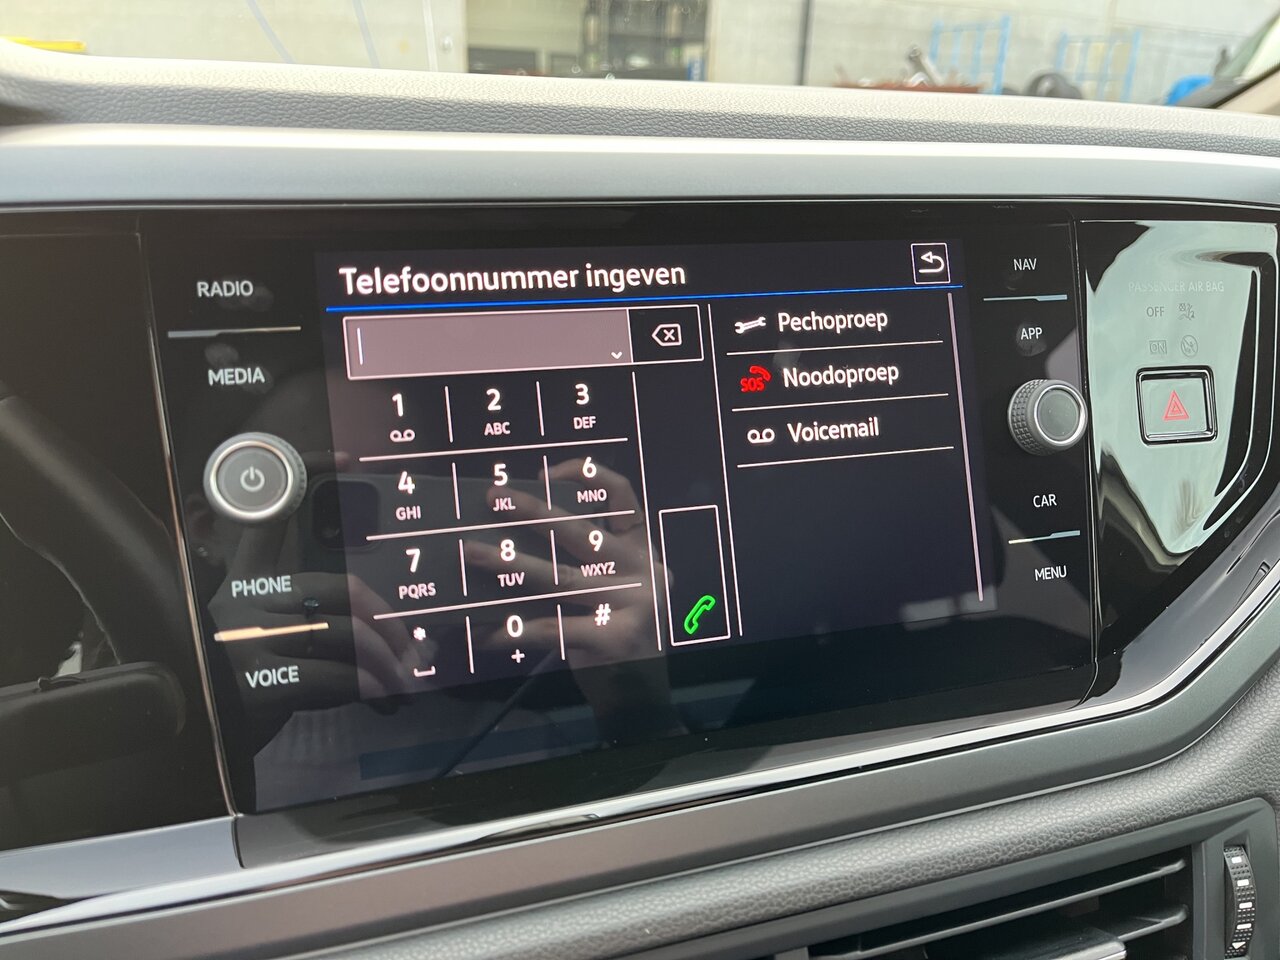 RADIO
MEDIA
PHONE
VOICE
Telefoonnummer ingeven
1
2
ABC
3
DEF
4
GHI
5
JKL
6
MNO
7
PQRS
8
TUV
9
WXYZ
*
0
+
#
Pechoproep
SOS Noodoproep
Voicemail
NAV
APP
CAR
MENU
PASSENGER AIR BAG
OFF
ON